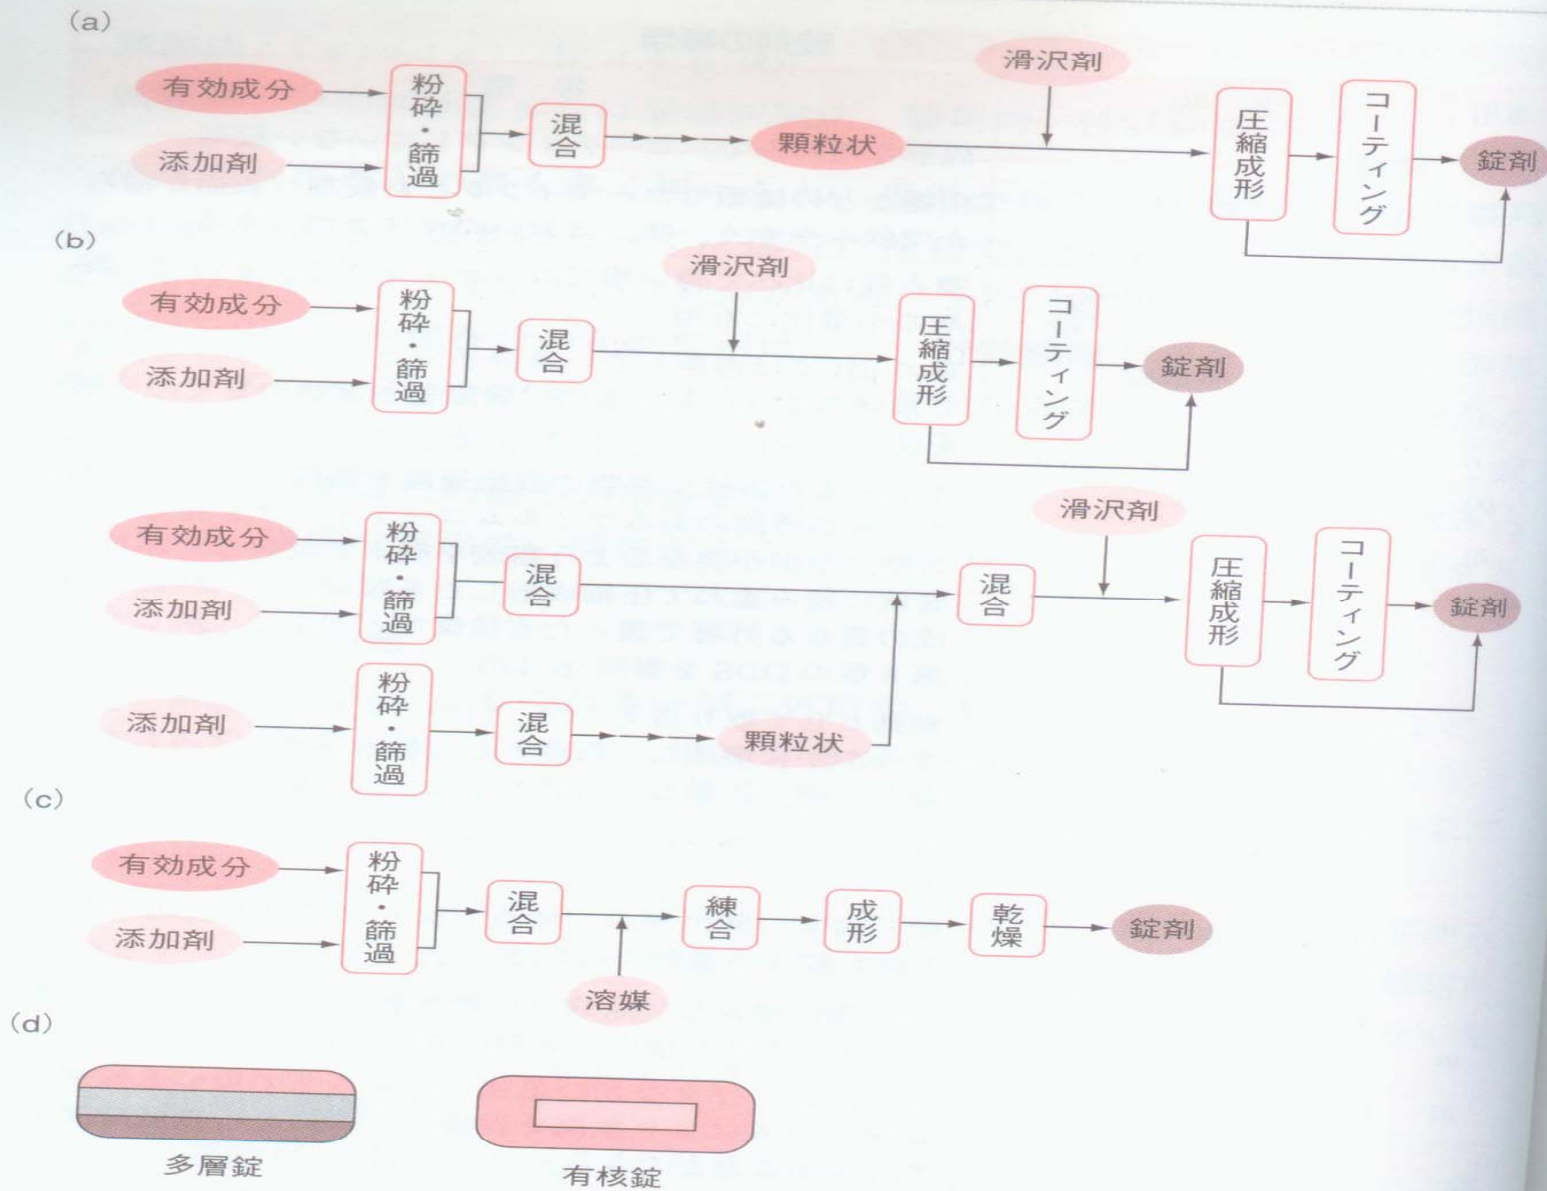 (a)
滑沢剤
有効成分
添加剤
粉砕・篩過
混合
顆粒状
圧縮成形
コーティング
錠剤
(b)
滑沢剤
有効成分
添加剤
粉砕・篩過
混合
圧縮成形
コーティング
錠剤
滑沢剤
有効成分
添加剤
粉砕・篩過
混合
混合
圧縮成形
コーティング
錠剤
添加剤
粉砕・篩過
混合
顆粒状
(c)
有効成分
添加剤
粉砕・篩過
混合
溶媒
練合
成形
乾燥
錠剤
(d)
多層錠
有核錠